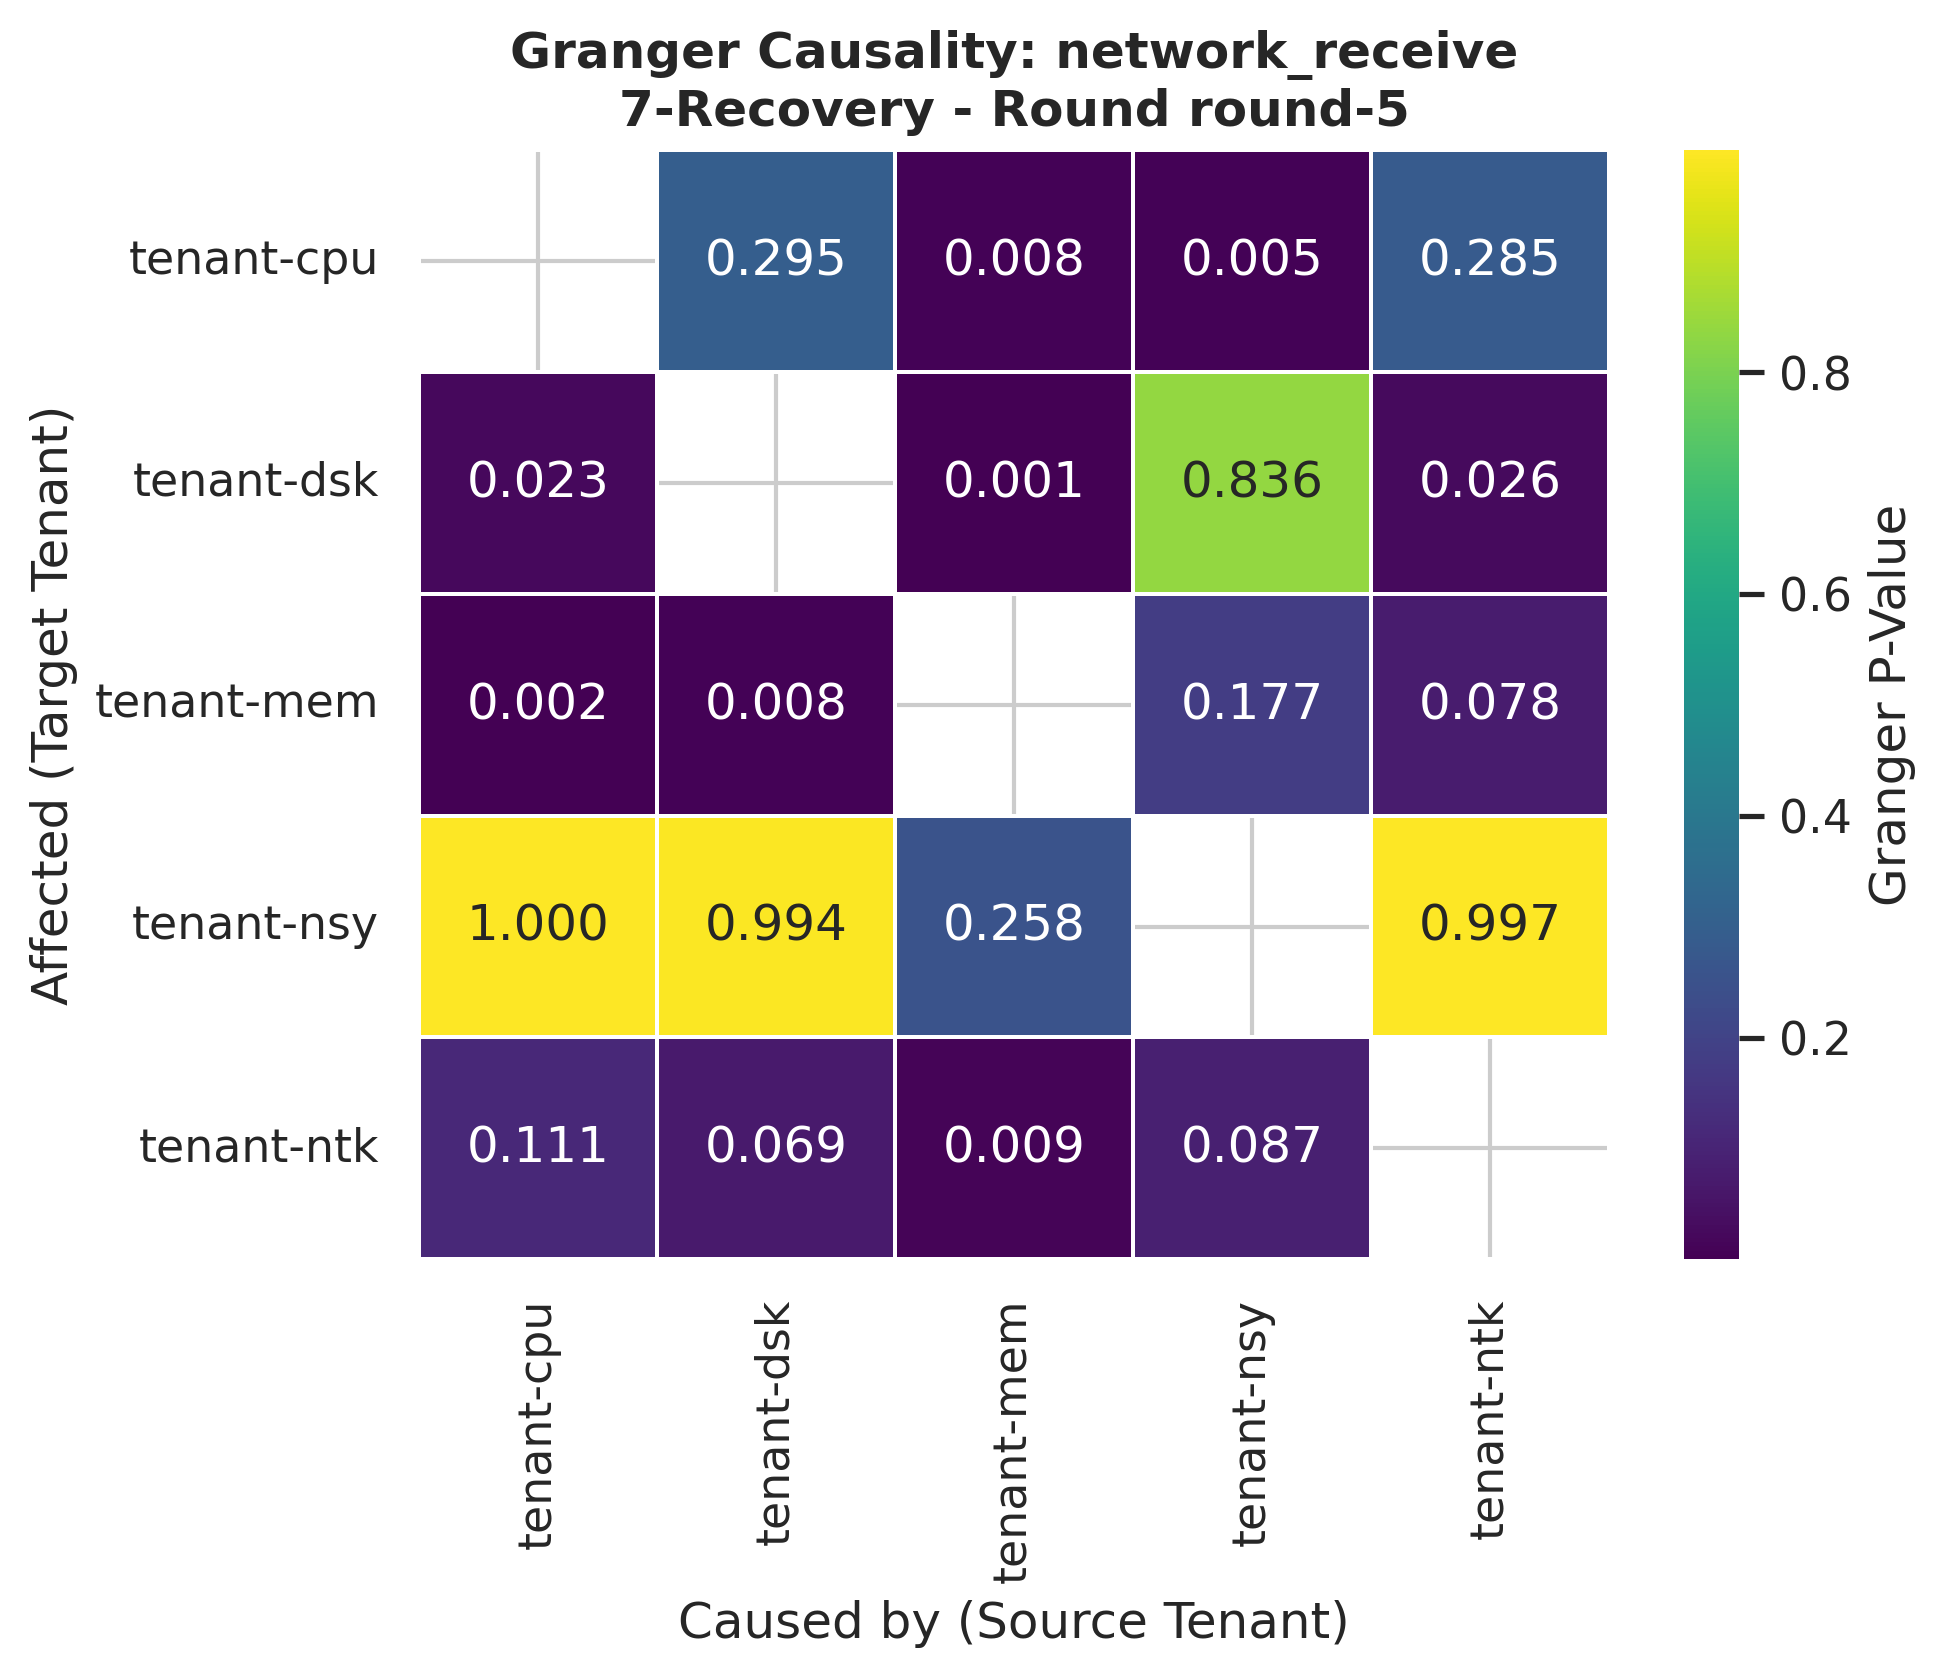 Granger Causality: network_receive
7-Recovery - Round round-5
Affected (Target Tenant)
tenant-cpu
0.295
0.008
0.005
0.285
tenant-dsk
0.023
0.001
0.836
0.026
tenant-mem
0.002
0.008
0.177
0.078
tenant-nsy
1.000
0.994
0.258
0.997
tenant-ntk
0.111
0.069
0.009
0.087
tenant-cpu
tenant-dsk
tenant-mem
tenant-nsy
tenant-ntk
Caused by (Source Tenant)
0.8
0.6
0.4
0.2
Granger P-Value